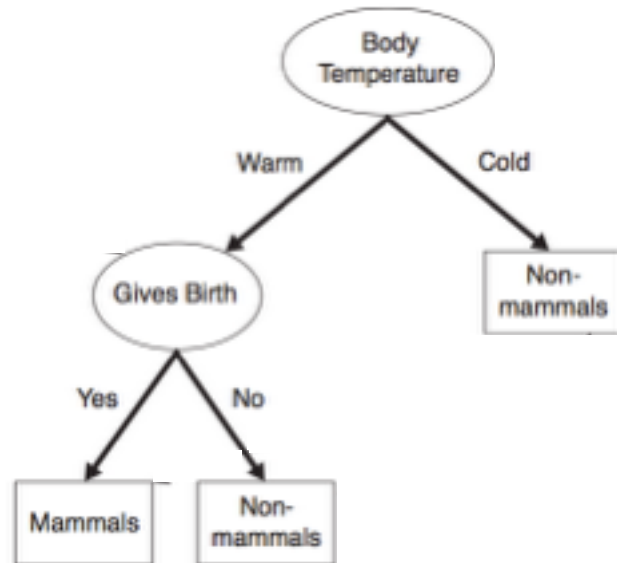 Body
Temperature
Warm
Cold
Gives Birth
Non-
mammals
Yes
No
Mammals
Non-
mammals